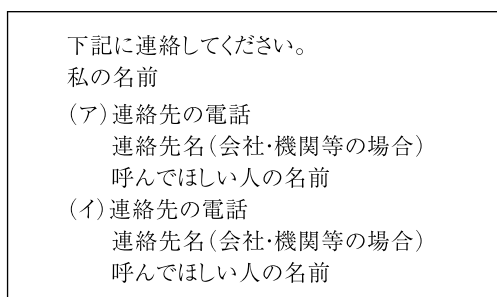 下記に連絡してください。
私の名前
(ア)連絡先の電話
連絡先名(会社・機関等の場合)
呼んでほしい人の名前
(イ)連絡先の電話
連絡先名(会社・機関等の場合)
呼んでほしい人の名前